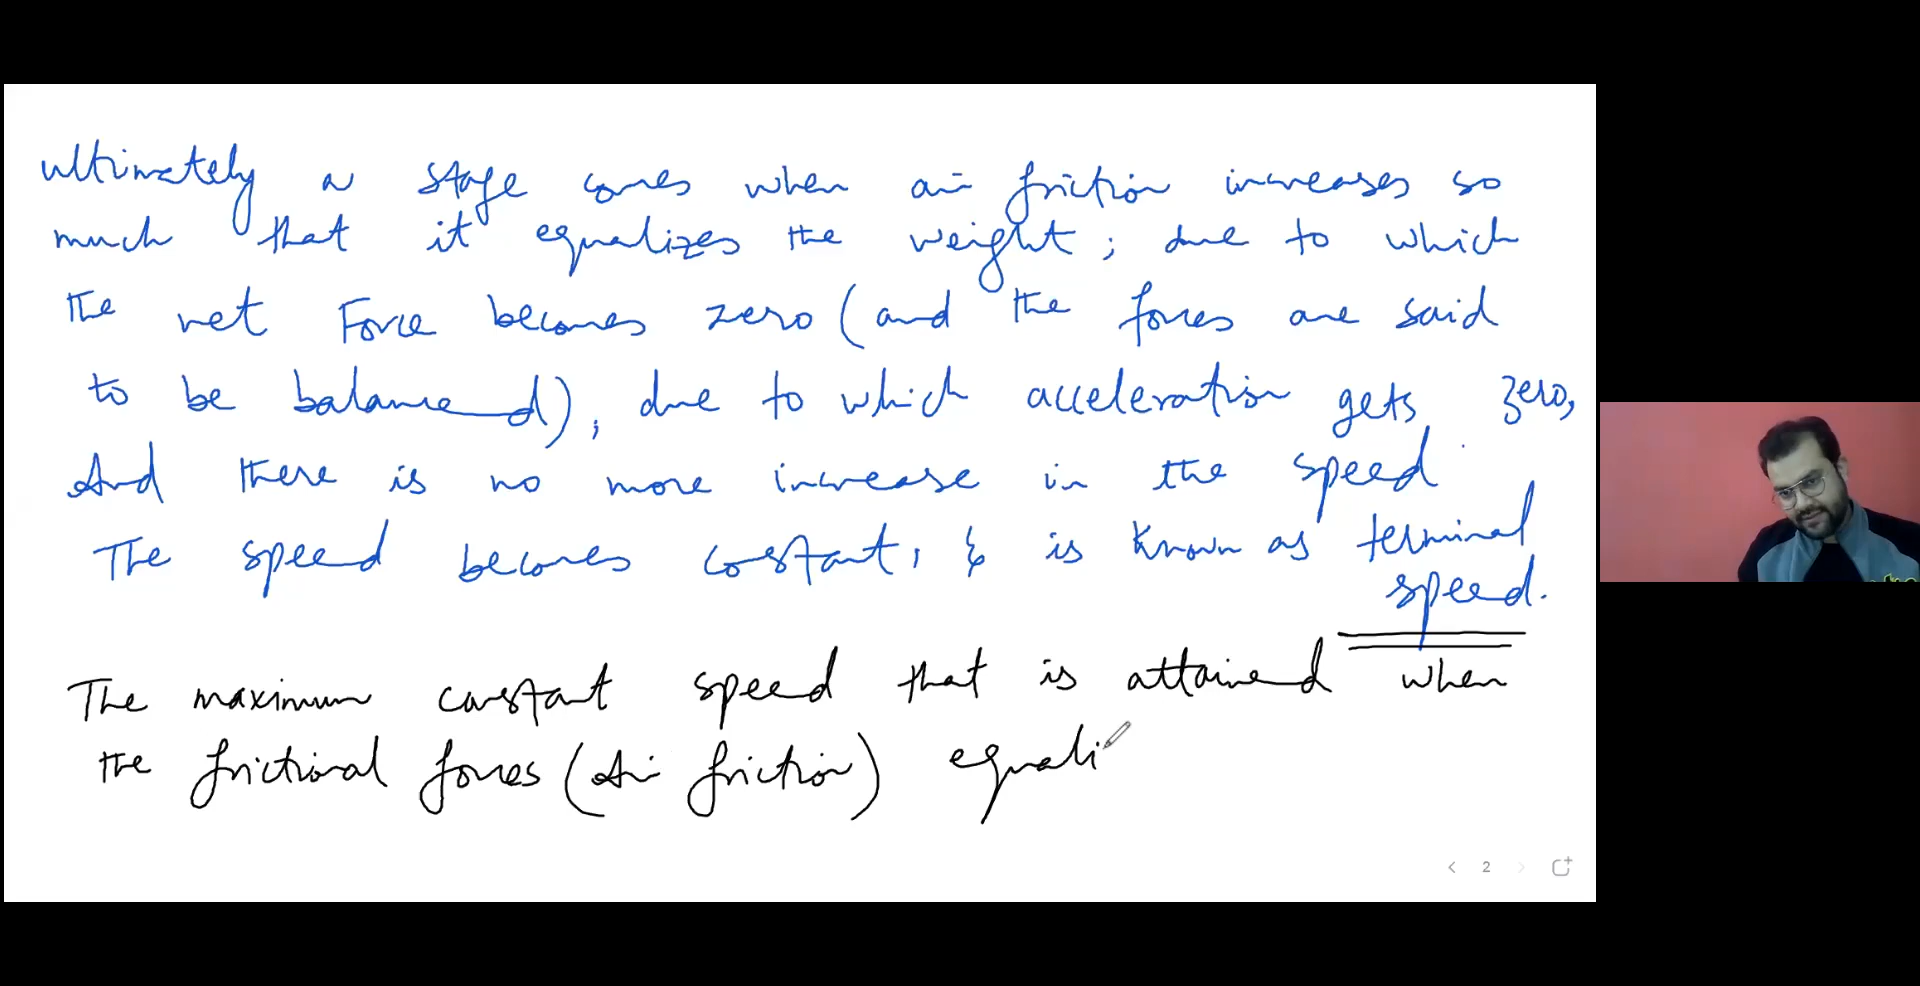 ultimately a stage comes when air friction increases so
much that it equalizes the weight; due to which
the net Force becomes zero (and the forces are said
to be balanced), due to which acceleration gets zero,
And there is no more increase in the speed.
The speed becomes constant, & is known as terminal
speed.
The maximum constant speed that is attained when
the frictional forces (Air friction) equali
2